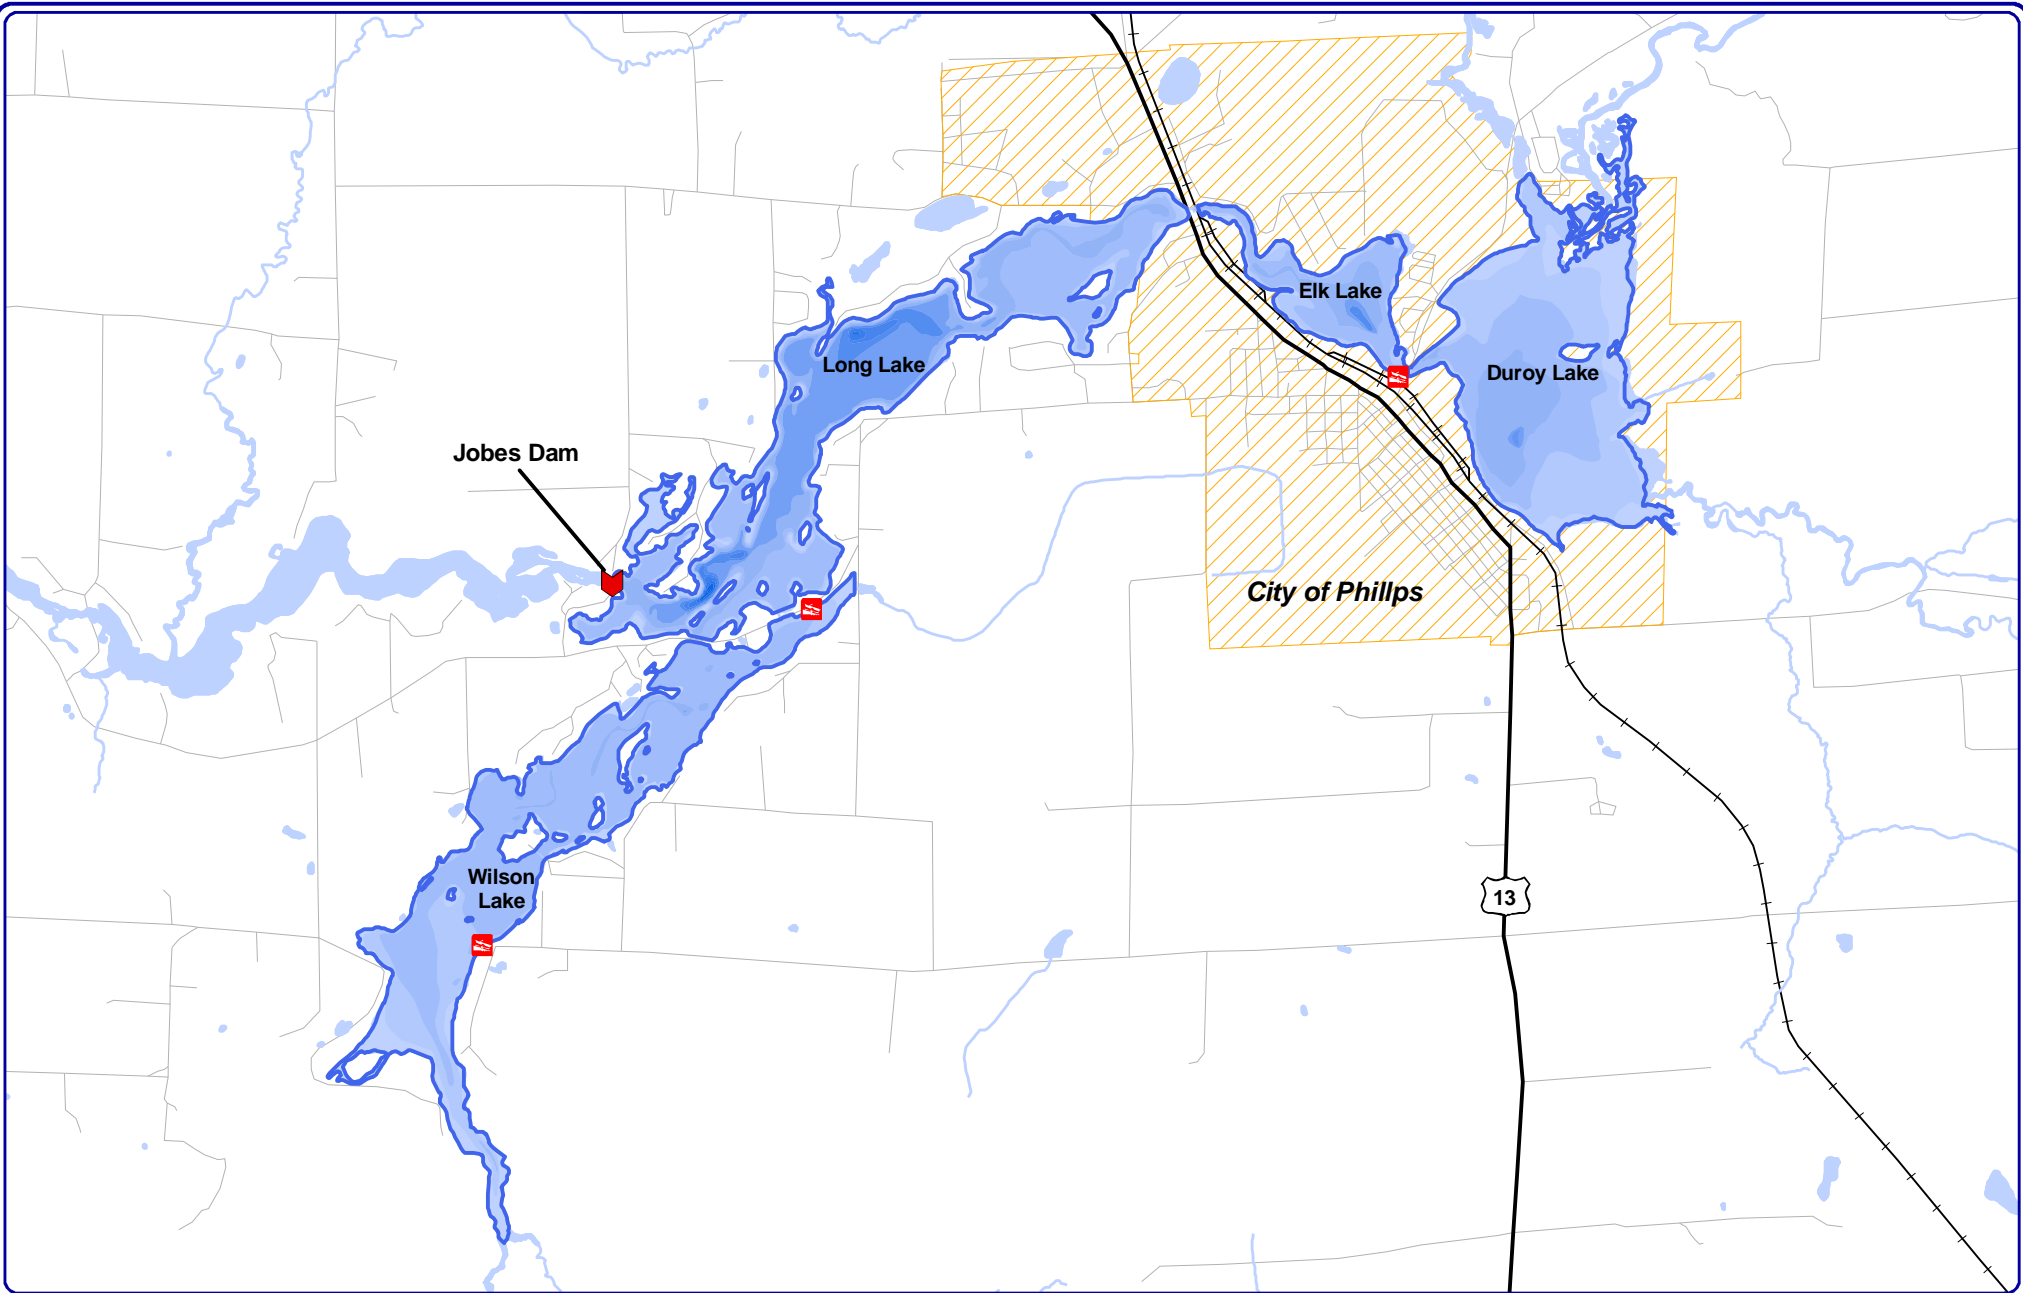 Elk Lake
Long Lake
Duroy Lake
Jobes Dam
City of Phillps
Wilson
Lake
13